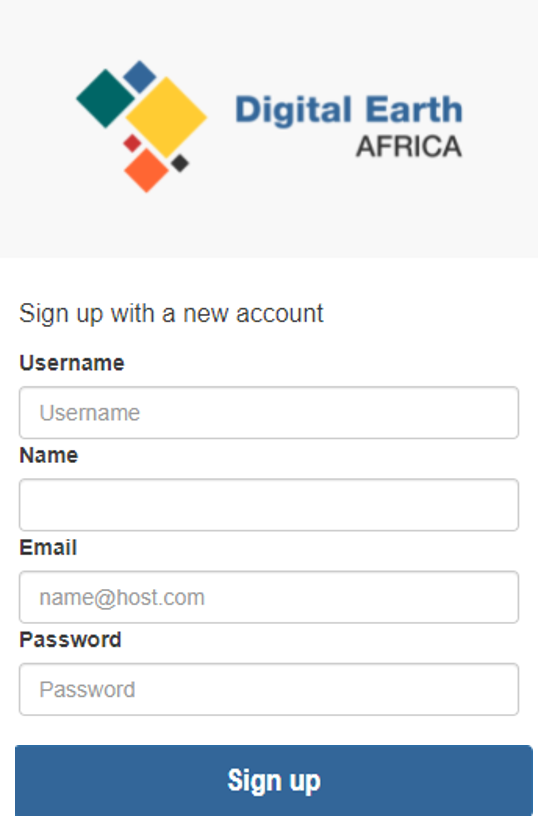 Digital Earth
AFRICA
Sign up with a new account
Username
Username
Name
Email
name@host.com
Password
Password
Sign up